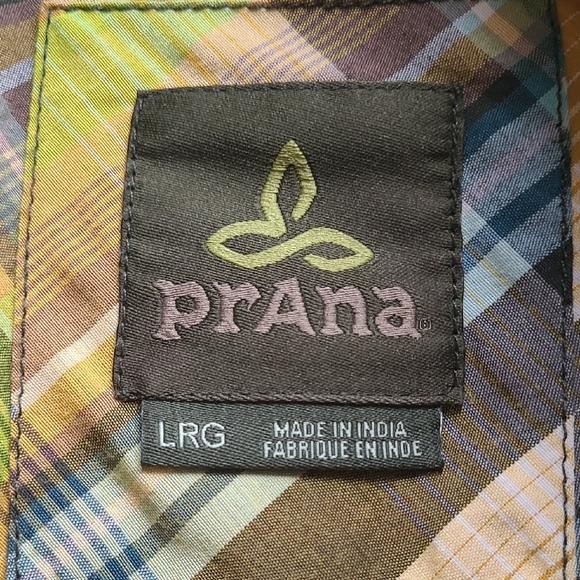 prAna®
LRG
MADE IN INDIA
FABRIQUE EN INDE